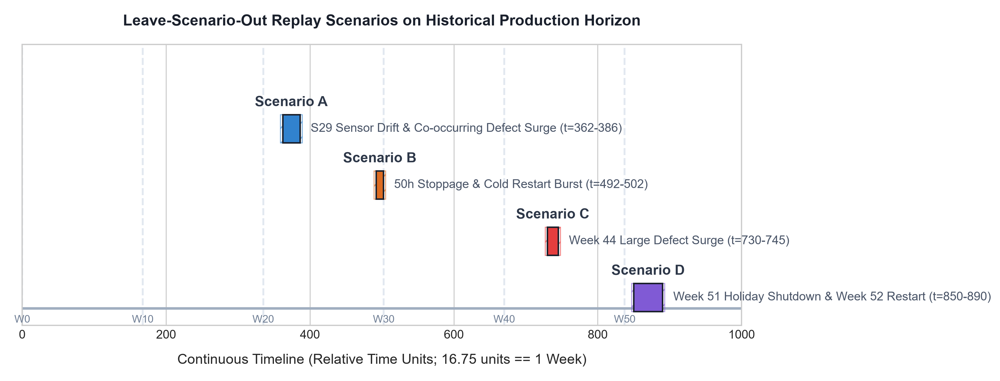 Leave-Scenario-Out Replay Scenarios on Historical Production Horizon
Scenario A
S29 Sensor Drift & Co-occurring Defect Surge (t=362-386)
Scenario B
50h Stoppage & Cold Restart Burst (t=492-502)
Scenario C
Week 44 Large Defect Surge (t=730-745)
Scenario D
Week 51 Holiday Shutdown & Week 52 Restart (t=850-890)
W0 W10 W20 W30 W40 W50
0 200 400 600 800 1000
Continuous Timeline (Relative Time Units; 16.75 units == 1 Week)